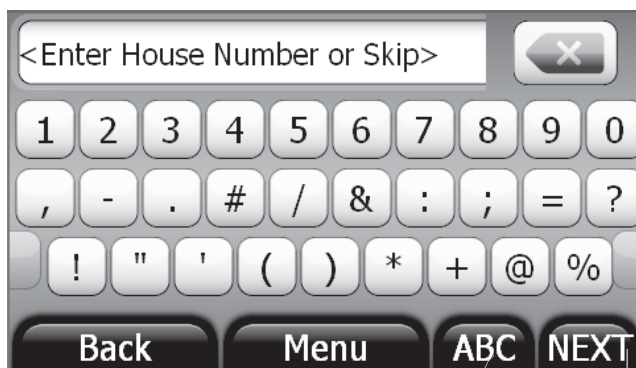 <Enter House Number or Skip>
1 2 3 4 5 6 7 8 9 0
, - . # / & : ; = ?
! " ' ( ) * + @ %
Back Menu ABC NEXT